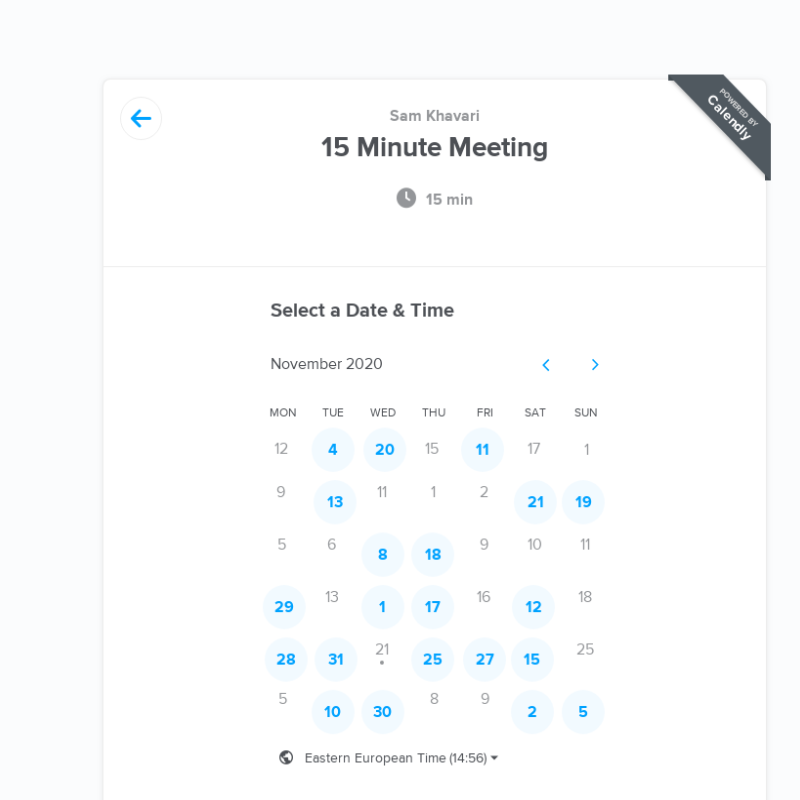 POWERED BY
Calendly
Sam Khavari
15 Minute Meeting
15 min
Select a Date & Time
November 2020
MON TUE WED THU FRI SAT SUN
12 4 20 15 11 17 1
9 13 11 1 2 21 19
5 6 8 18 9 10 11
29 13 1 17 16 12 18
28 31 21 25 27 15 25
5 10 30 8 9 2 5
Eastern European Time (14:56)